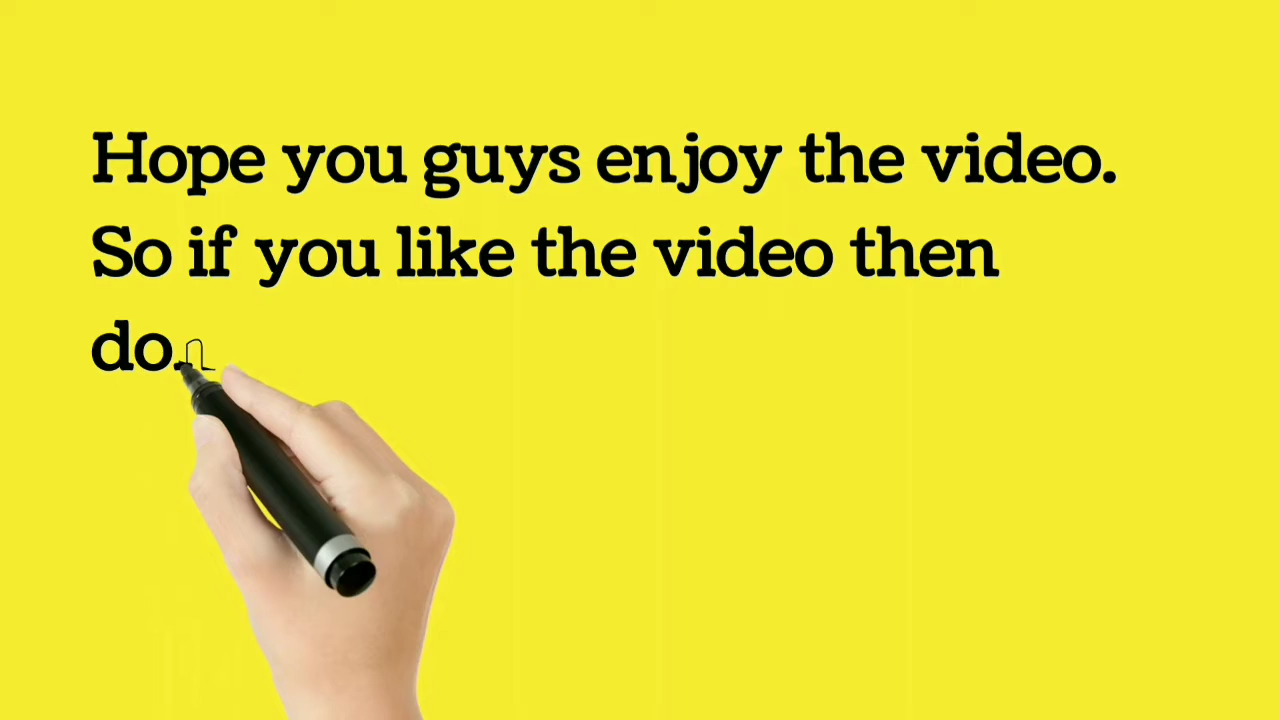 Hope you guys enjoy the video.
So if you like the video then
do